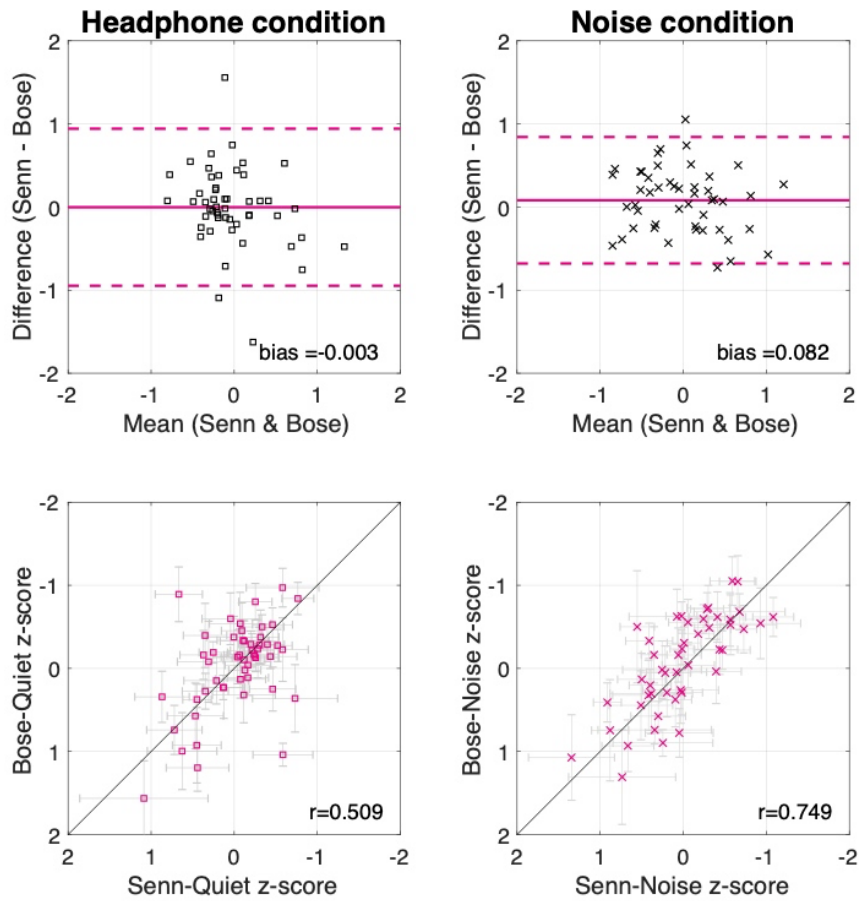 Headphone condition
Noise condition
2
1
0
-1
-2
Difference (Senn - Bose)
bias =-0.003
-2
-1
0
1
2
Mean (Senn & Bose)
2
1
0
-1
-2
Difference (Senn - Bose)
bias =0.082
-2
-1
0
1
2
Mean (Senn & Bose)
-2
-1
0
1
2
Bose-Quiet z-score
r=0.509
2
1
0
-1
-2
Senn-Quiet z-score
-2
-1
0
1
2
Bose-Noise z-score
r=0.749
2
1
0
-1
-2
Senn-Noise z-score